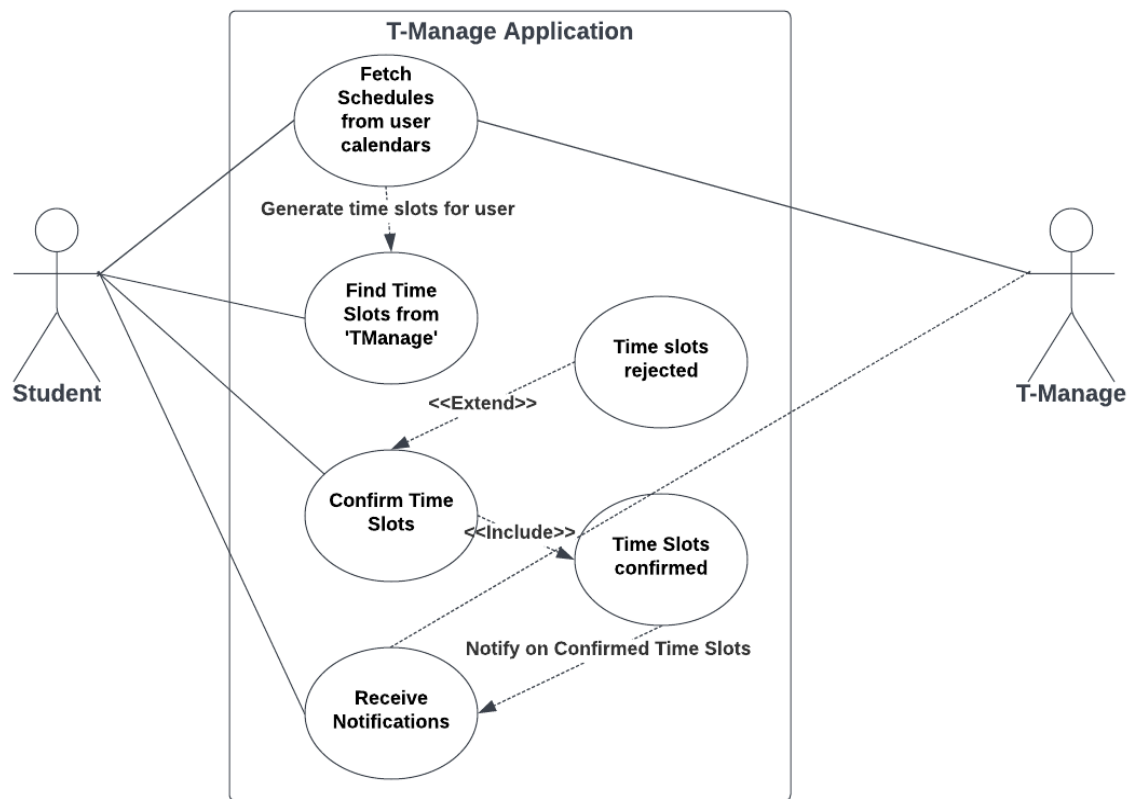 T-Manage Application
Fetch
Schedules
from user
calendars
Generate time slots for user
Find Time
Slots from
'TManage'
Time slots
rejected
Student
T-Manage
<<Extend>>
Confirm Time
Slots
<<Include>>
Time Slots
confirmed
Notify on Confirmed Time Slots
Receive
Notifications